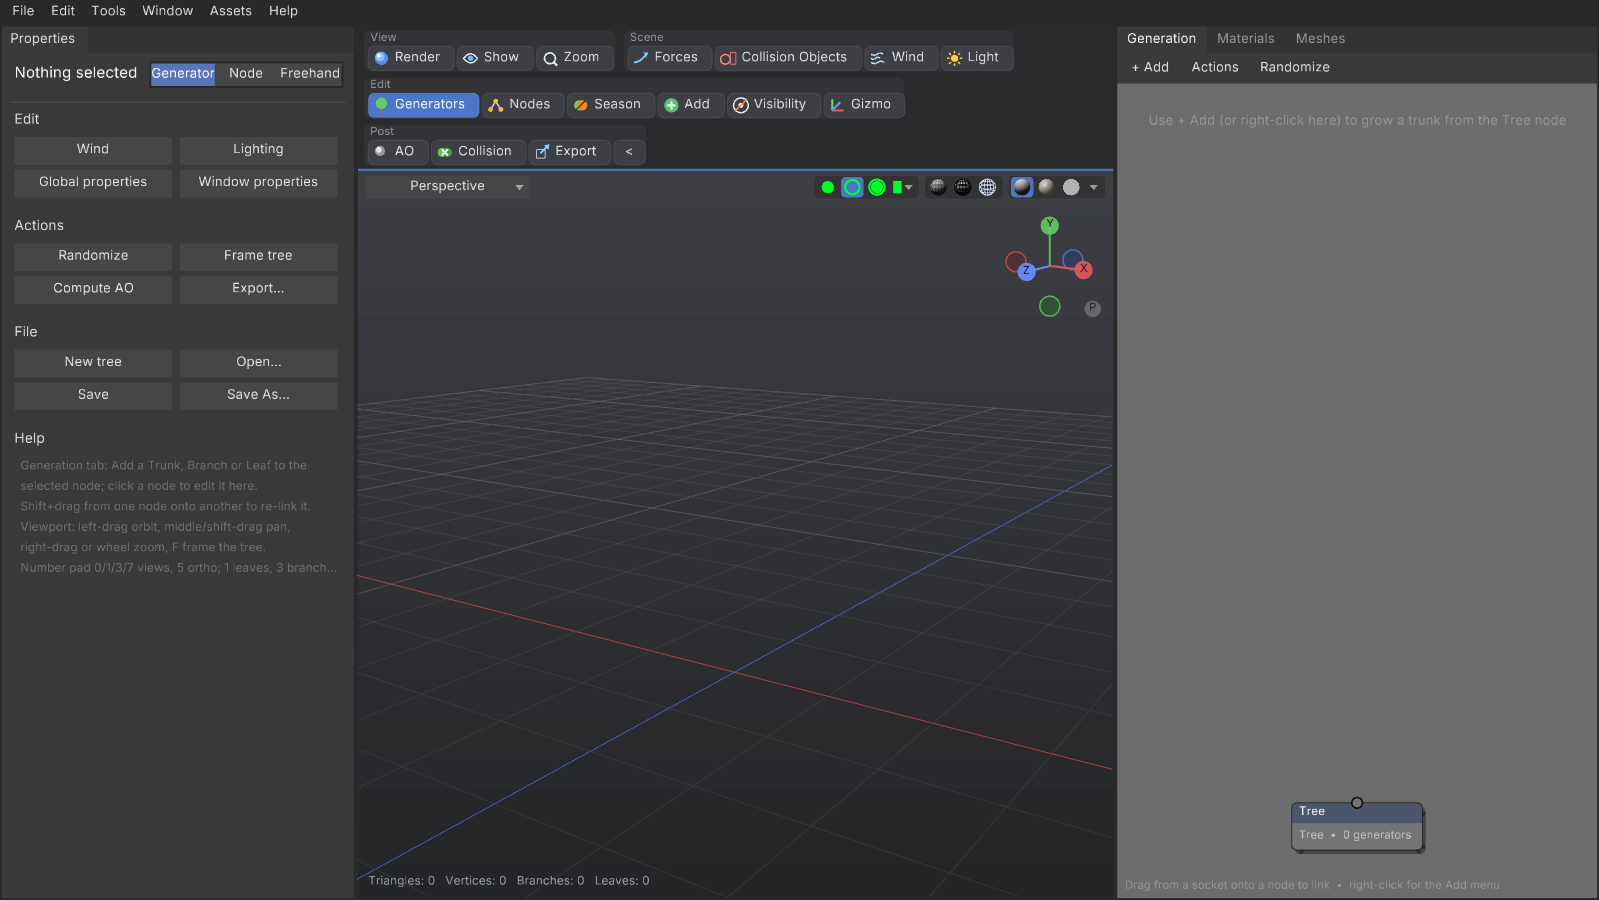 File Edit Tools Window Assets Help
Properties
Nothing selected Generator Node Freehand
Edit
Wind Lighting
Global properties Window properties
Actions
Randomize Frame tree
Compute AO Export...
File
New tree Open...
Save Save As...
Help
Generation tab: Add a Trunk, Branch or Leaf to the
selected node; click a node to edit it here.
Shift+drag from one node onto another to re-link it.
Viewport: left-drag orbit, middle/shift-drag pan,
right-drag or wheel zoom, F frame the tree.
Number pad 0/1/3/7 views, 5 ortho; 1 leaves, 3 branch...
View Scene
Render Show Zoom Forces Collision Objects Wind Light
Edit
Generators Nodes Season Add Visibility Gizmo
Post
AO Collision Export <
Perspective
Y
Z X
P
Triangles: 0 Vertices: 0 Branches: 0 Leaves: 0
Generation Materials Meshes
+ Add Actions Randomize
Use + Add (or right-click here) to grow a trunk from the Tree node
Tree
Tree • 0 generators
Drag from a socket onto a node to link • right-click for the Add menu